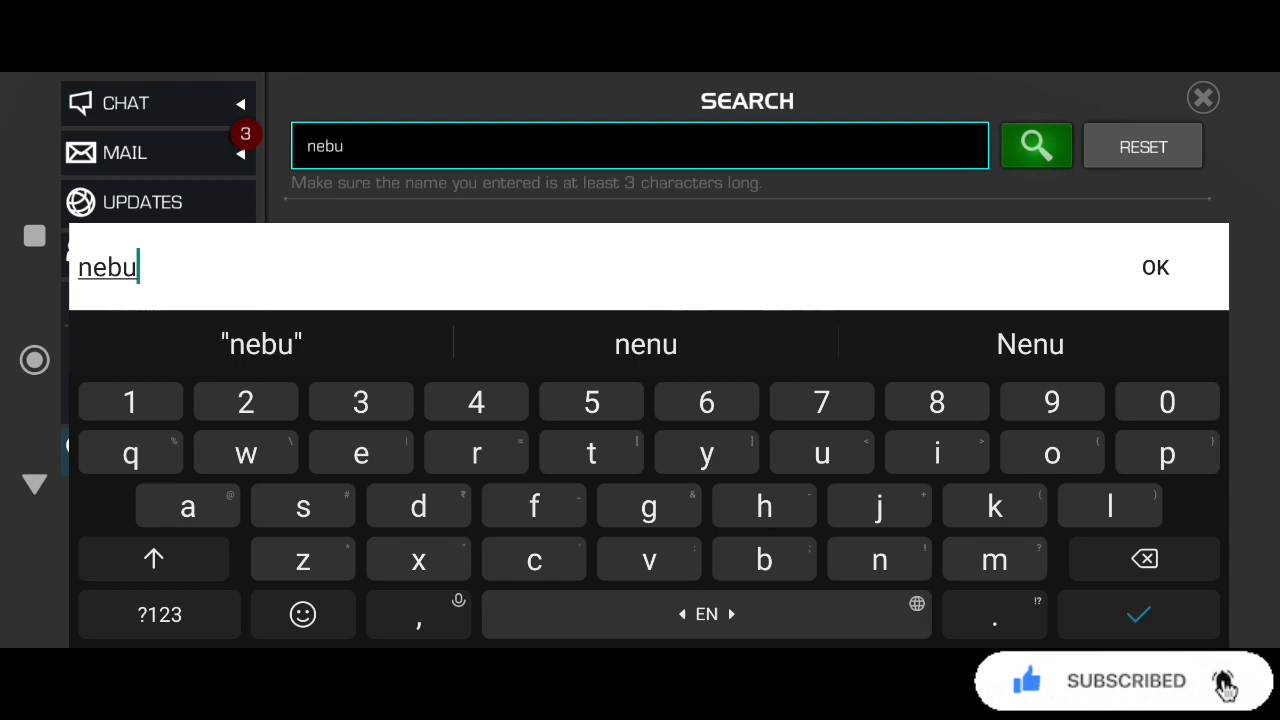 CHAT
SEARCH
3
nebu
RESET
MAIL
Make sure the name you entered is at least 3 characters long.
UPDATES
nebu
OK
"nebu"
nenu
Nenu
1 2 3 4 5 6 7 8 9 0
q w e r t y u i o p
a s d f g h j k l
z x c v b n m
?123 , EN .
SUBSCRIBED